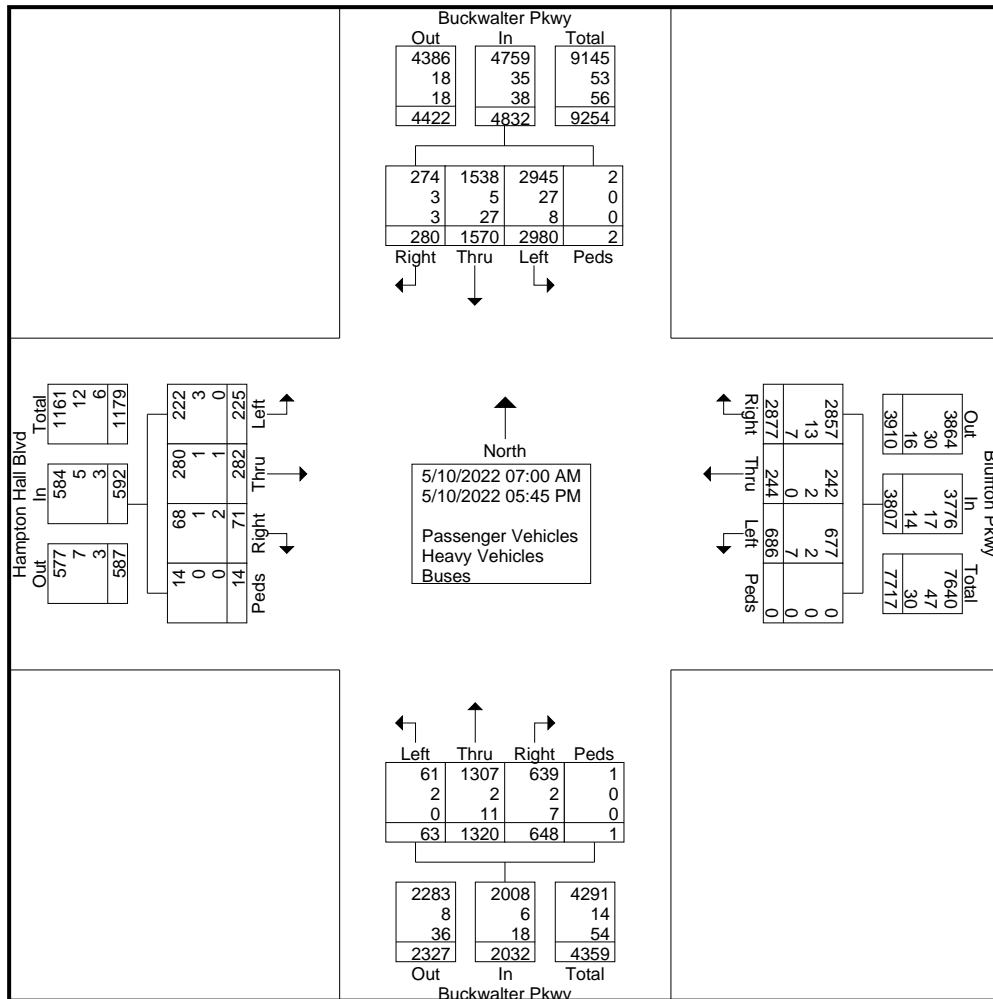 Buckwalter Pkwy
Out In Total
4386 4759 9145
18 35 53
18 38 56
4422 4832 9254
274 1538 2945 2
3 5 27 0
3 27 8 0
280 1570 2980 2
Right Thru Left Peds
Hampton Hall Blvd
Total In Out
1161 584 577
12 5 7
6 3 3
1179 592 587
222 280 68 14
3 1 1 0
0 1 2 0
225 282 71 14
Left Thru Right Peds
North
5/10/2022 07:00 AM
5/10/2022 05:45 PM
Passenger Vehicles
Heavy Vehicles
Buses
Right Thru Left Peds
2857 242 677 0
13 2 2 0
7 0 7 0
2877 244 686 0
Out In Total
3864 3776 7640
30 17 47
16 14 30
3910 3807 7717
Pkwy
Left Thru Right Peds
61 1307 639 1
2 2 2 0
0 11 7 0
63 1320 648 1
2283 2008 4291
8 6 14
36 18 54
2327 2032 4359
Out In Total
Buckwalter Pkwy